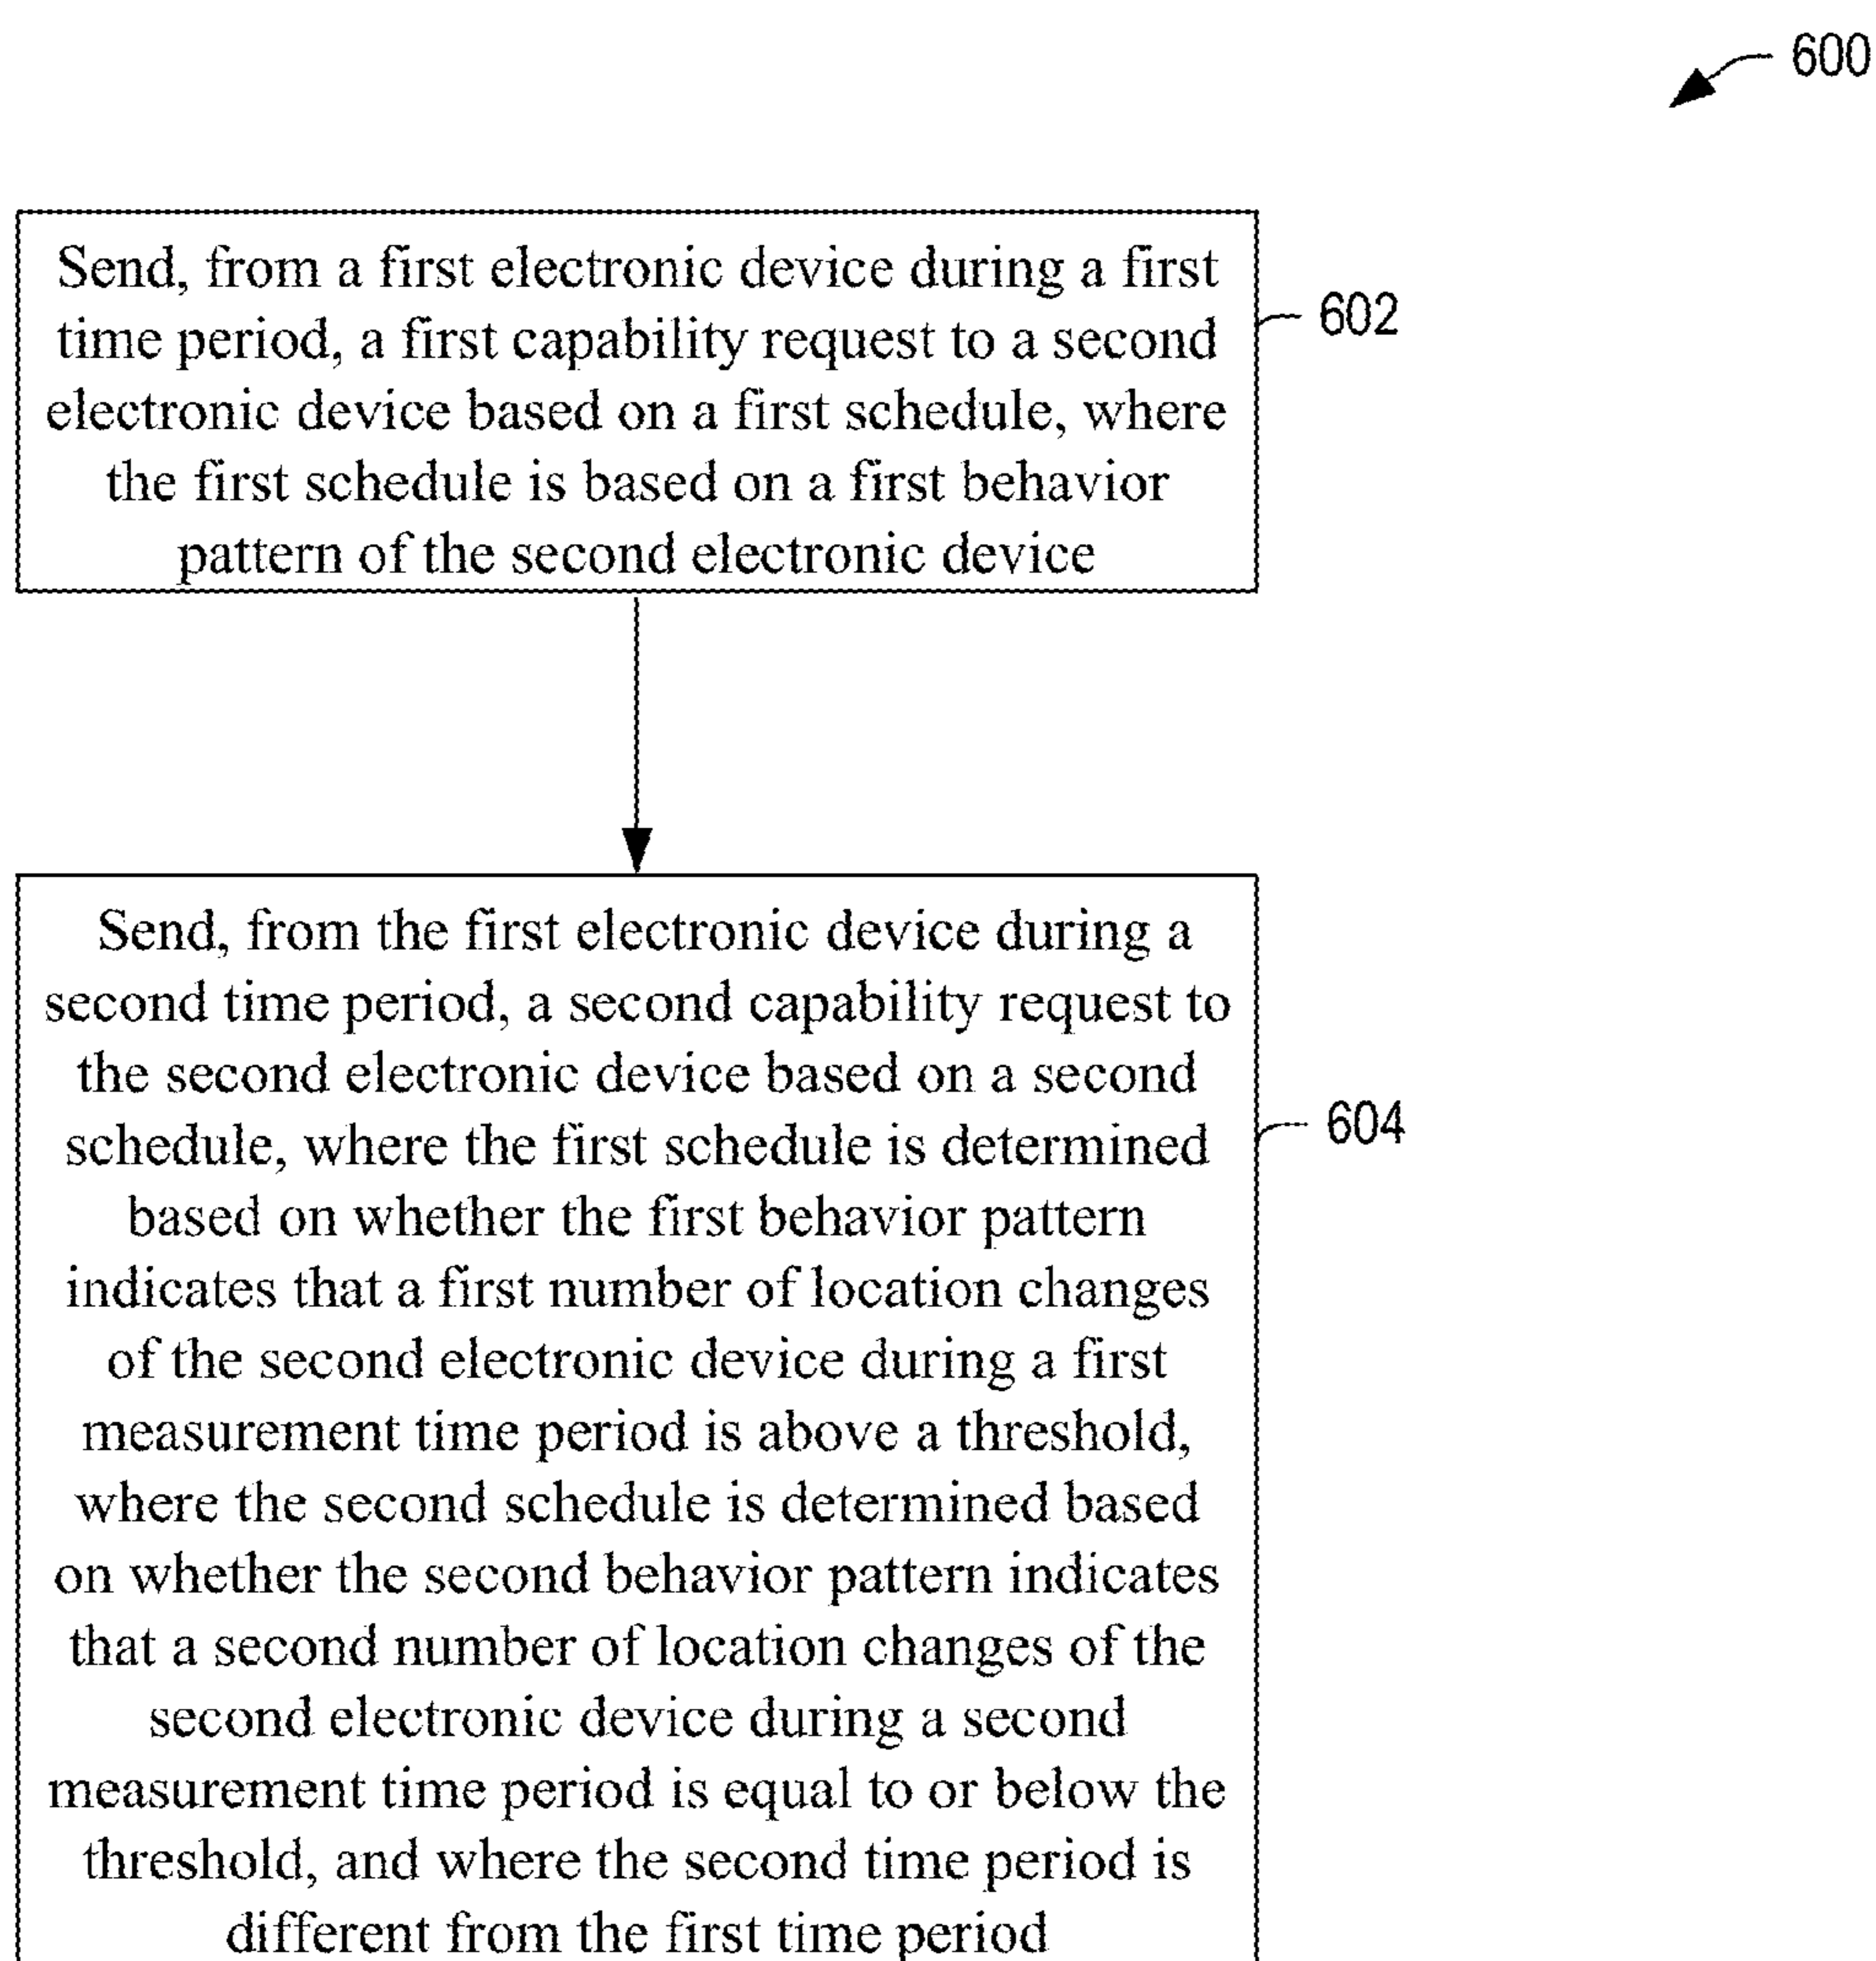 600
Send, from a first electronic device during a first
time period, a first capability request to a second
electronic device based on a first schedule, where
the first schedule is based on a first behavior
pattern of the second electronic device
602
Send, from the first electronic device during a
second time period, a second capability request to
the second electronic device based on a second
schedule, where the first schedule is determined
based on whether the first behavior pattern
indicates that a first number of location changes
of the second electronic device during a first
measurement time period is above a threshold,
where the second schedule is determined based
on whether the second behavior pattern indicates
that a second number of location changes of the
second electronic device during a second
measurement time period is equal to or below the
threshold, and where the second time period is
different from the first time period
604